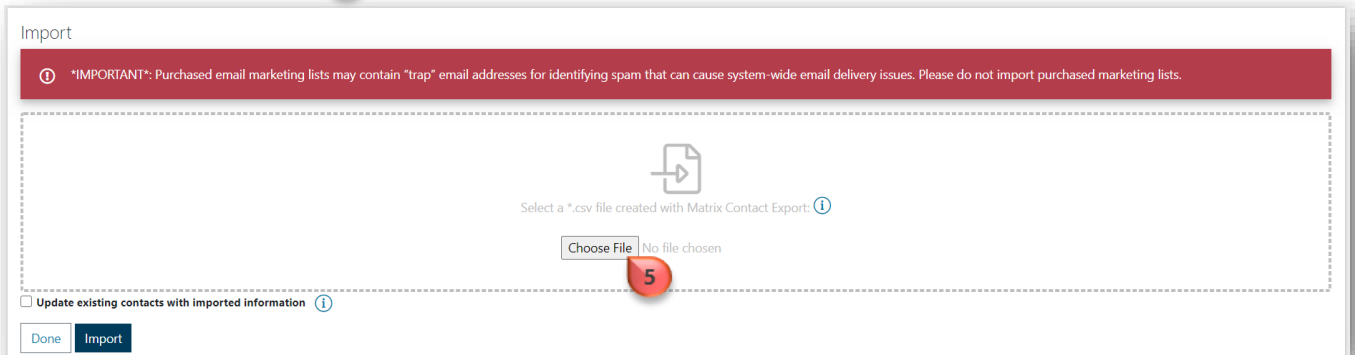 Import
*IMPORTANT*: Purchased email marketing lists may contain "trap" email addresses for identifying spam that can cause system-wide email delivery issues. Please do not import purchased marketing lists.
Select a *.csv file created with Matrix Contact Export:
Choose File No file chosen
5
Update existing contacts with imported information
Done Import